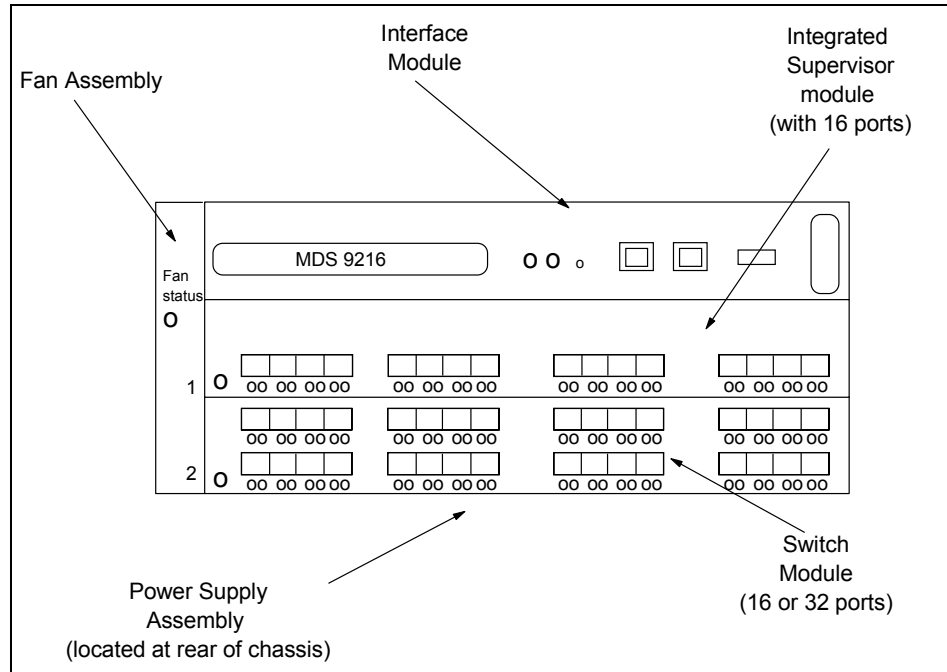 Interface
Module
Integrated
Supervisor
module
(with 16 ports)
Fan Assembly
MDS 9216
Fan
status
1
2
Switch
Module
(16 or 32 ports)
Power Supply
Assembly
(located at rear of chassis)